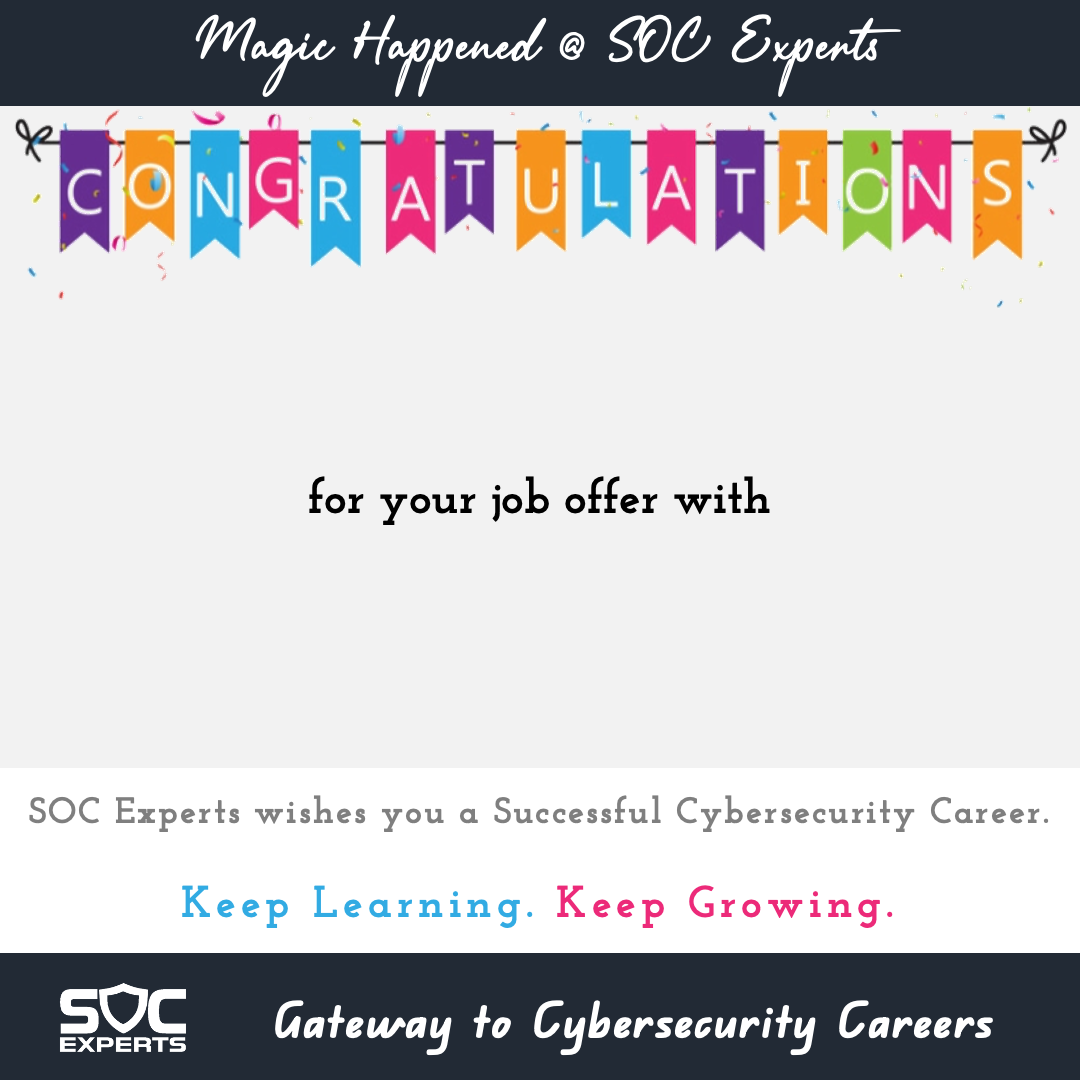 Magic Happened @ SOC Experts
CONGRATULATIONS
for your job offer with
SOC Experts wishes you a Successful Cybersecurity Career.
Keep Learning. Keep Growing.
SOC
EXPERTS
Gateway to Cybersecurity Careers